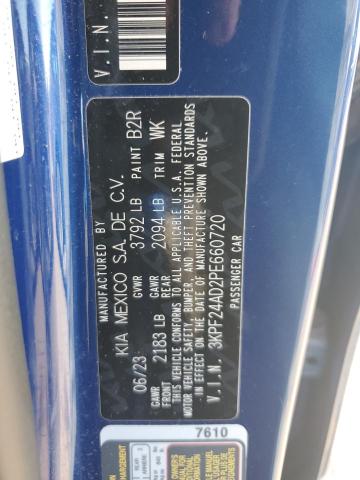 V.I.N.
MANUFACTURED BY
KIA MEXICO S.A. DE C.V.
06/23 GVWR 3792 LB PAINT B2R
GAWR FRONT 2183 LB GAWR REAR 2094 LB TRIM WK
THIS VEHICLE CONFORMS TO ALL APPLICABLE U.S.A. FEDERAL
MOTOR VEHICLE SAFETY, BUMPER, AND THEFT PREVENTION STANDARDS
IN EFFECT ON THE DATE OF MANUFACTURE SHOWN ABOVE.
V.I.N. 3KPF24AD2PE660720
PASSENGER CAR
7610